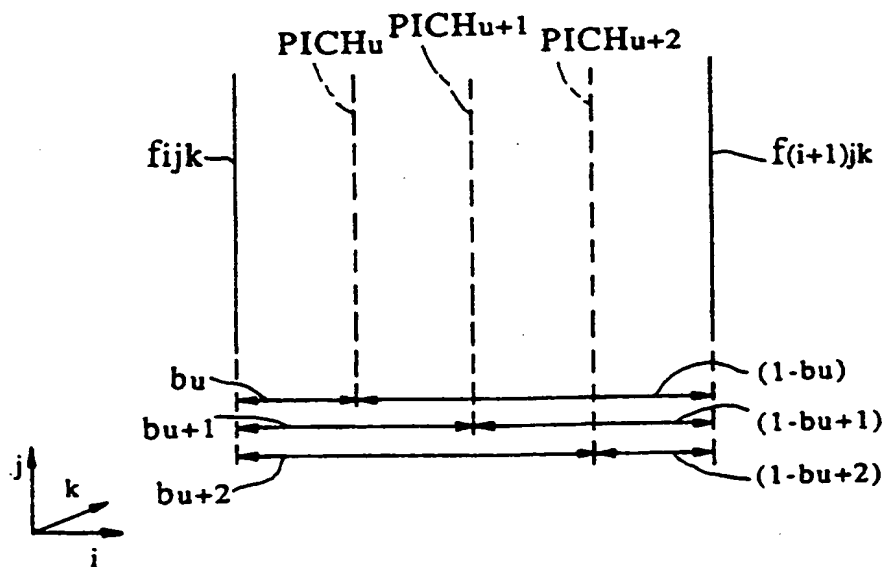 PICHu PICHu+1 PICHu+2
fijk f(i+1)jk
bu (1-bu)
bu+1 (1-bu+1)
bu+2 (1-bu+2)
j
k
i